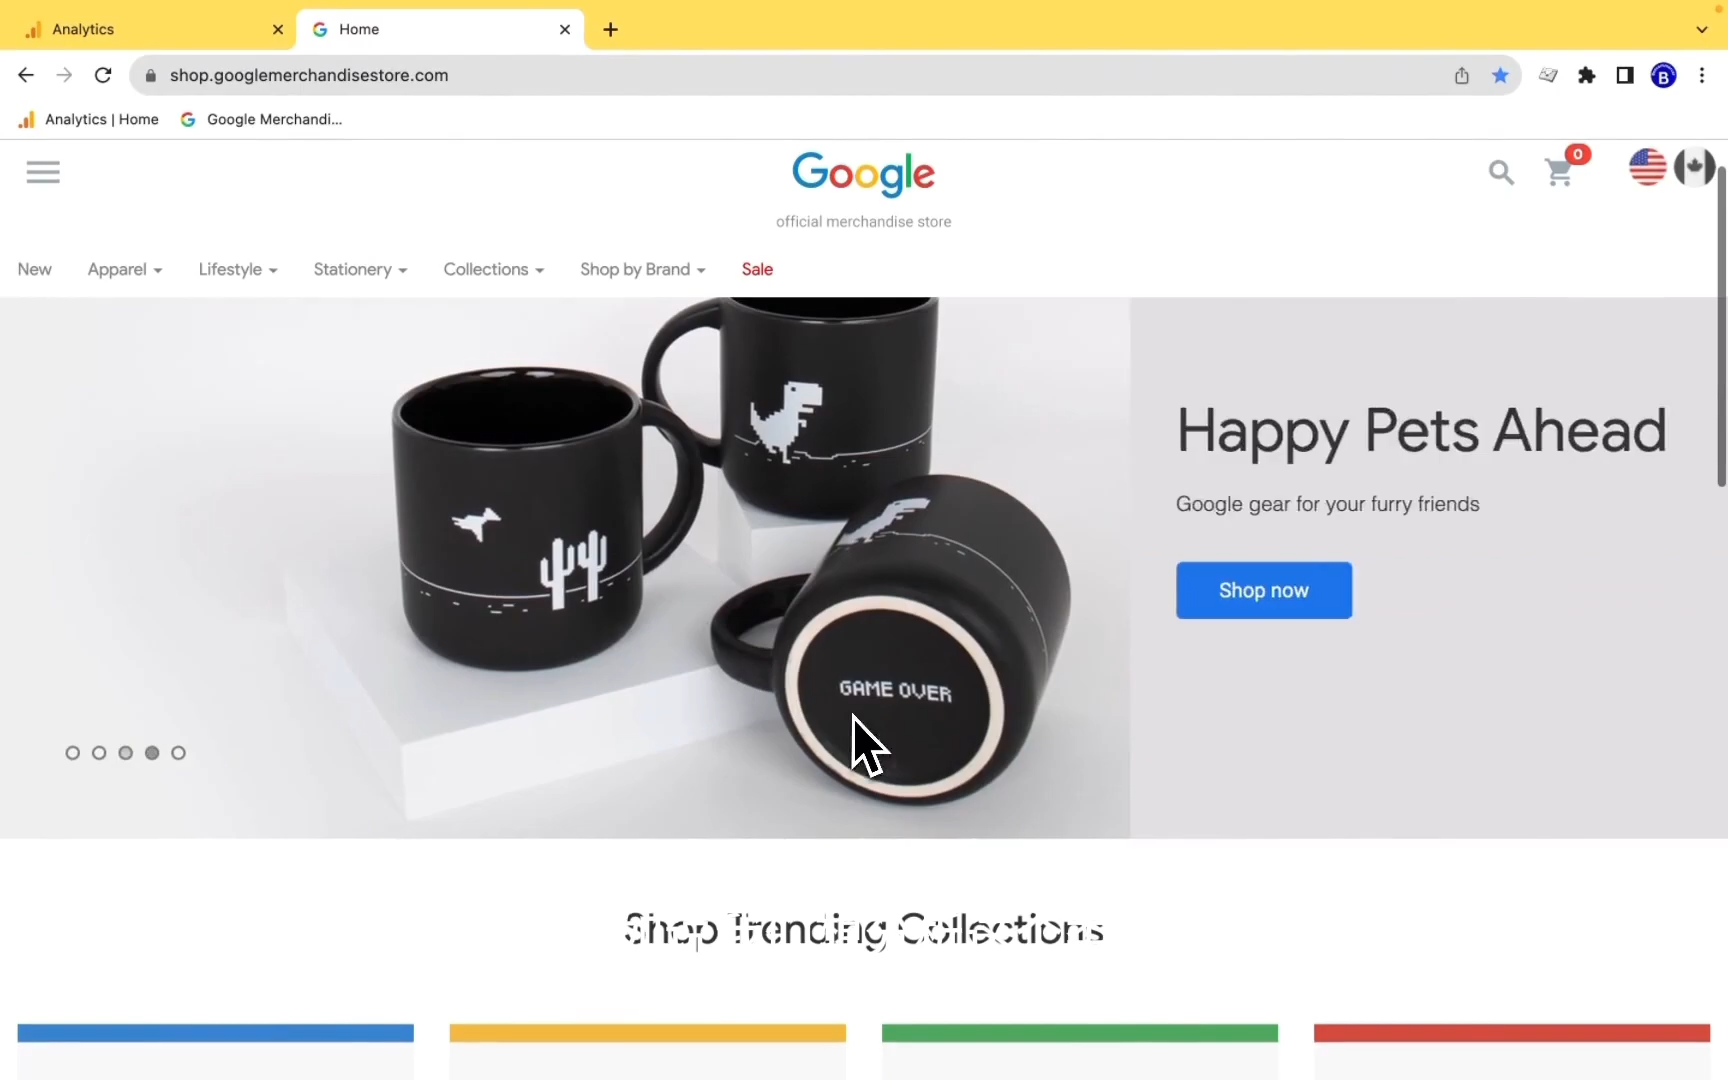 Analytics
Home
shop.googlemerchandisestore.com
B
Analytics | Home
Google Merchandi...
Google
0
official merchandise store
New
Apparel
Lifestyle
Stationery
Collections
Shop by Brand
Sale
Happy Pets Ahead
Google gear for your furry friends
Shop now
GAME OVER
Shop Trending Collections